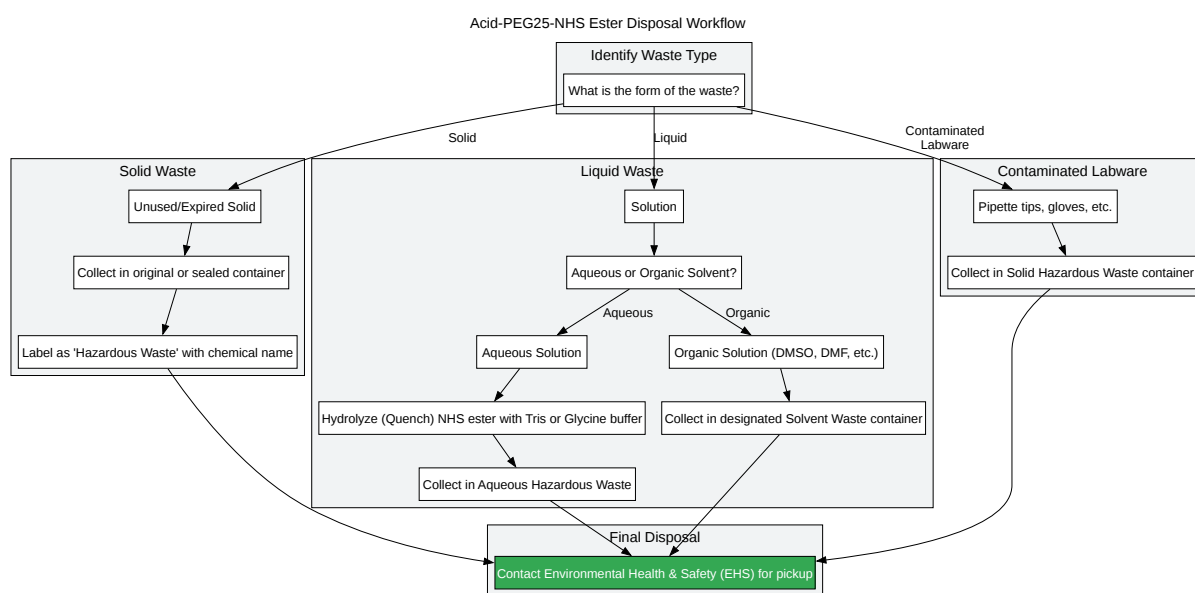 Acid-PEG25-NHS Ester Disposal Workflow
Identify Waste Type
What is the form of the waste?
Solid
Liquid
Contaminated
Labware
Solid Waste
Liquid Waste
Contaminated Labware
Unused/Expired Solid
Solution
Pipette tips, gloves, etc.
Collect in original or sealed container
Aqueous or Organic Solvent?
Collect in Solid Hazardous Waste container
Aqueous
Organic
Label as 'Hazardous Waste' with chemical name
Aqueous Solution
Organic Solution (DMSO, DMF, etc.)
Hydrolyze (Quench) NHS ester with Tris or Glycine buffer
Collect in designated Solvent Waste container
Collect in Aqueous Hazardous Waste
Final Disposal
Contact Environmental Health & Safety (EHS) for pickup